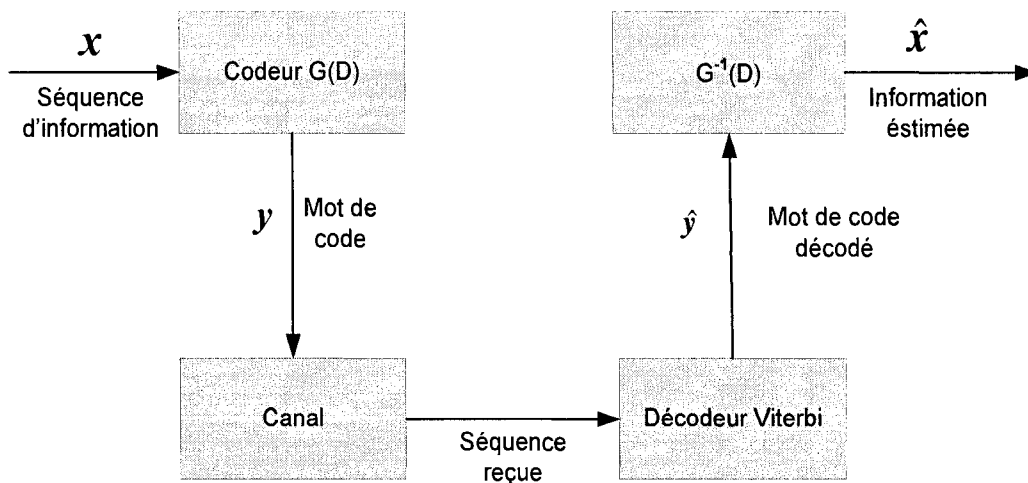 x
Séquence
d'information
Codeur G(D)
G⁻¹(D)
x̂
Information
éstimée
y
Mot de
code
ŷ
Mot de code
décodé
Canal
Séquence
reçue
Décodeur Viterbi